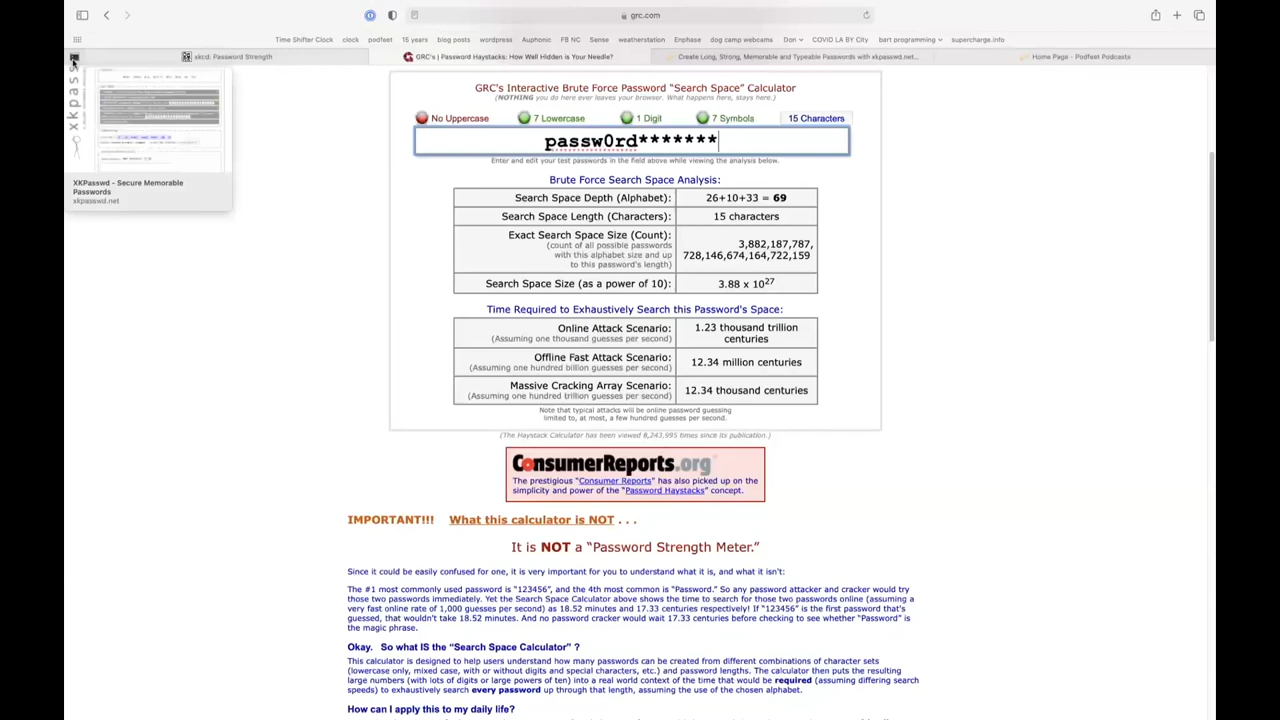 grc.com
Time Shifter Clock clock podfeet 15 years blog posts wordpress Auphonic FB NC Sense weatherstation Enphase dog camp webcams Don COVID LA BY City bart programming supercharge.info
xkcd: Password Strength GRC's | Password Haystacks: How Well Hidden is Your Needle? Create Long, Strong, Memorable and Typeable Passwords with xkpasswd.net... Home Page - Podfeet Podcasts
xkpass
XKPasswd - Secure Memorable
Passwords
xkpasswd.net
GRC's Interactive Brute Force Password “Search Space” Calculator
(NOTHING you do here ever leaves your browser. What happens here, stays here.)
No Uppercase 7 Lowercase 1 Digit 7 Symbols 15 Characters
passw0rd*******
Enter and edit your test passwords in the field above while viewing the analysis below.
Brute Force Search Space Analysis:
Search Space Depth (Alphabet): 26+10+33 = 69
Search Space Length (Characters): 15 characters
Exact Search Space Size (Count):
(count of all possible passwords
with this alphabet size and up
to this password's length)
3,882,187,787,
728,146,674,164,722,159
Search Space Size (as a power of 10): 3.88 x 10^27
Time Required to Exhaustively Search this Password's Space:
Online Attack Scenario:
(Assuming one thousand guesses per second)
1.23 thousand trillion
centuries
Offline Fast Attack Scenario:
(Assuming one hundred billion guesses per second)
12.34 million centuries
Massive Cracking Array Scenario:
(Assuming one hundred trillion guesses per second)
12.34 thousand centuries
Note that typical attacks will be online password guessing
limited to, at most, a few hundred guesses per second.
(The Haystack Calculator has been viewed 8,243,995 times since its publication.)
ConsumerReports.org
The prestigious “Consumer Reports” has also picked up on the
simplicity and power of the “Password Haystacks” concept.
IMPORTANT!!! What this calculator is NOT . . .
It is NOT a “Password Strength Meter.”
Since it could be easily confused for one, it is very important for you to understand what it is, and what it isn't:
The #1 most commonly used password is “123456”, and the 4th most common is “Password.” So any password attacker and cracker would try
those two passwords immediately. Yet the Search Space Calculator above shows the time to search for those two passwords online (assuming a
very fast online rate of 1,000 guesses per second) as 18.52 minutes and 17.33 centuries respectively! If “123456” is the first password that's
guessed, that wouldn't take 18.52 minutes. And no password cracker would wait 17.33 centuries before checking to see whether “Password” is
the magic phrase.
Okay. So what IS the “Search Space Calculator” ?
This calculator is designed to help users understand how many passwords can be created from different combinations of character sets
(lowercase only, mixed case, with or without digits and special characters, etc.) and password lengths. The calculator then puts the resulting
large numbers (with lots of digits or large powers of ten) into a real world context of the time that would be required (assuming differing search
speeds) to exhaustively search every password up through that length, assuming the use of the chosen alphabet.
How can I apply this to my daily life?